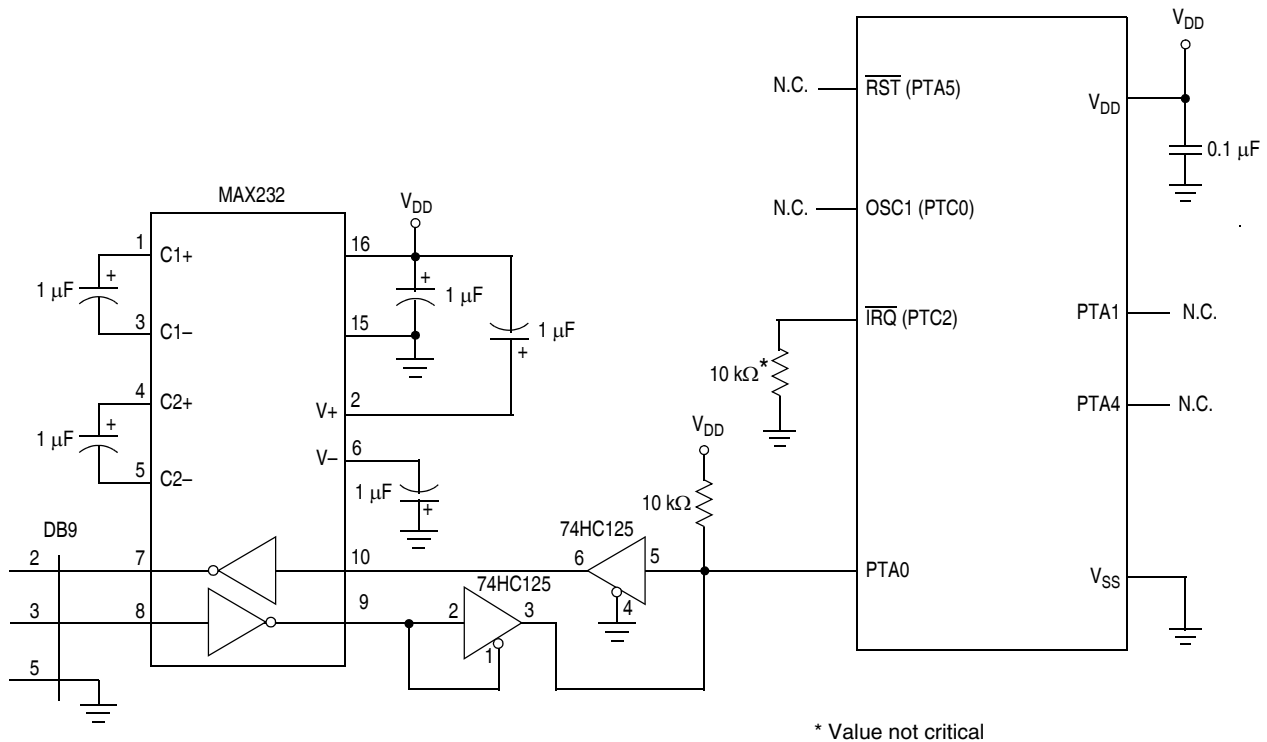 MAX232
1
C1+
1 μF
+
3
C1–
4
C2+
1 μF
+
5
C2–
VDD
16
+
1 μF
15
1 μF
+
V+
2
V–
6
1 μF
+
DB9
2
7
10
3
8
9
5
74HC125
6
5
4
74HC125
2
3
1
VDD
10 kΩ
N.C.
RST (PTA5)
N.C.
OSC1 (PTC0)
IRQ (PTC2)
10 kΩ*
PTA0
VDD
VDD
0.1 μF
PTA1
N.C.
PTA4
N.C.
VSS
* Value not critical